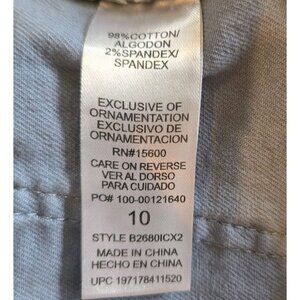 98%COTTON/
ALGODON
2%SPANDEX/
SPANDEX
EXCLUSIVE OF
ORNAMENTATION
EXCLUSIVO DE
ORNAMENTACION
RN#15600
CARE ON REVERSE
VER AL DORSO
PARA CUIDADO
PO# 100-00121640
10
STYLE B2680ICX2
MADE IN CHINA
HECHO EN CHINA
UPC 197178411520